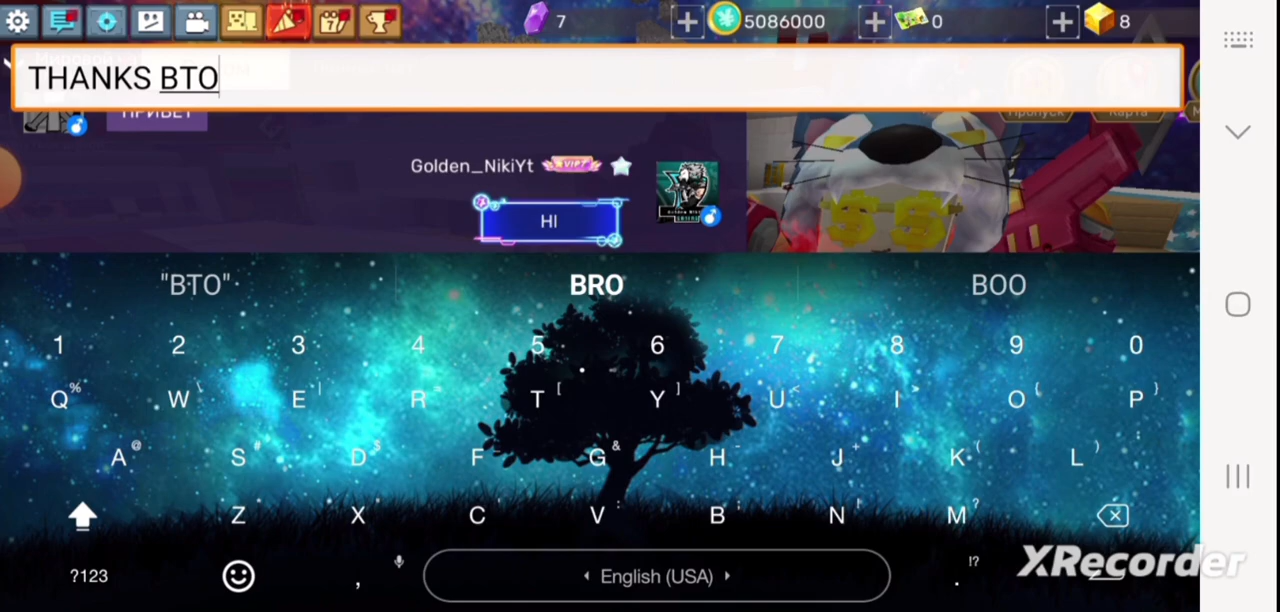 7
5086000
0
8
THANKS BTO
ПРИВЕТ
Пропуск
Карта
Golden_NikiYt VIP
HI
"BTO" BRO BOO
1 2 3 4 5 6 7 8 9 0
Q % W \ E | R = T [ Y ] U < I > O { P }
A @ S # D $ F G & H - J + K ( L )
Z X C V B N M
?123 , English (USA) . !?
XRecorder